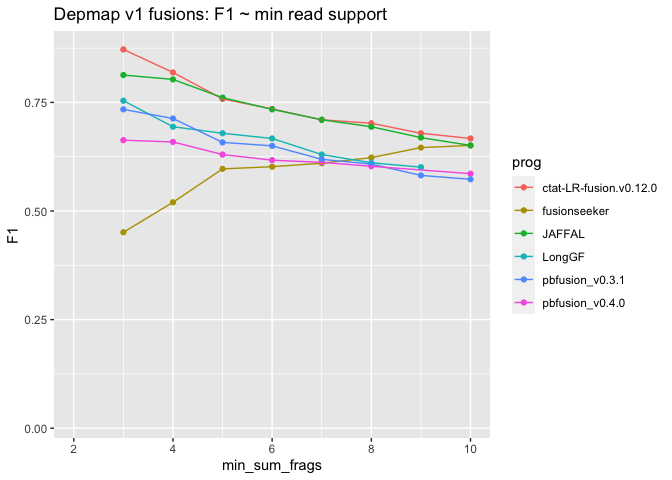 Depmap v1 fusions: F1 ~ min read support
0.75
0.50
0.25
0.00
F1
2 4 6 8 10
min_sum_frags
prog
ctat-LR-fusion.v0.12.0
fusionseeker
JAFFAL
LongGF
pbfusion_v0.3.1
pbfusion_v0.4.0